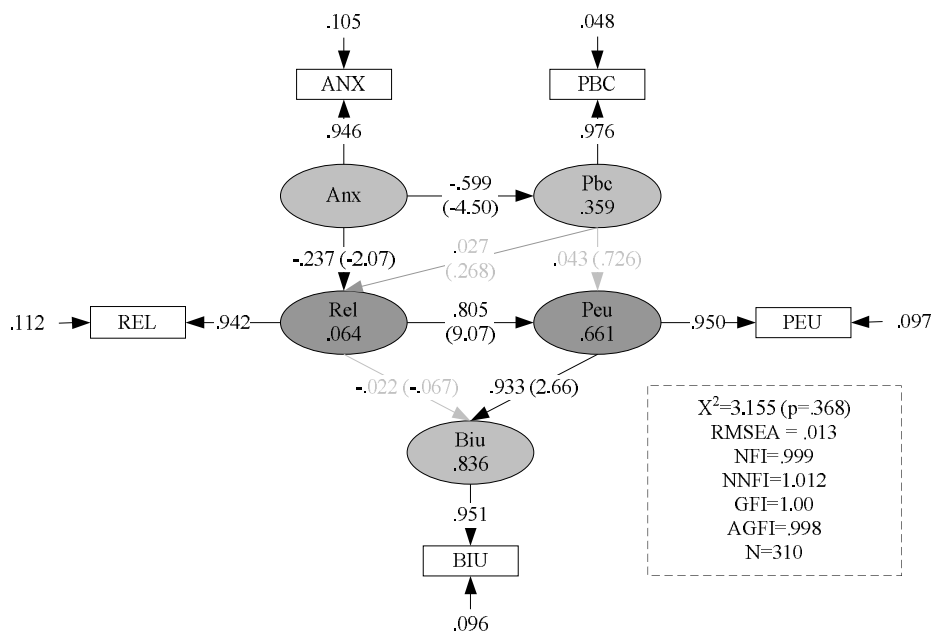 .105
.048
ANX
PBC
.946
.976
Anx
-.599
(-4.50)
Pbc
.359
-.237 (-2.07)
.027
(.268)
.043 (.726)
.112
REL
.942
Rel
.064
.805
(9.07)
Peu
.661
.950
PEU
.097
-.022 (-.067)
.933 (2.66)
Biu
.836
.951
BIU
.096
X²=3.155 (p=.368)
RMSEA = .013
NFI=.999
NNFI=1.012
GFI=1.00
AGFI=.998
N=310